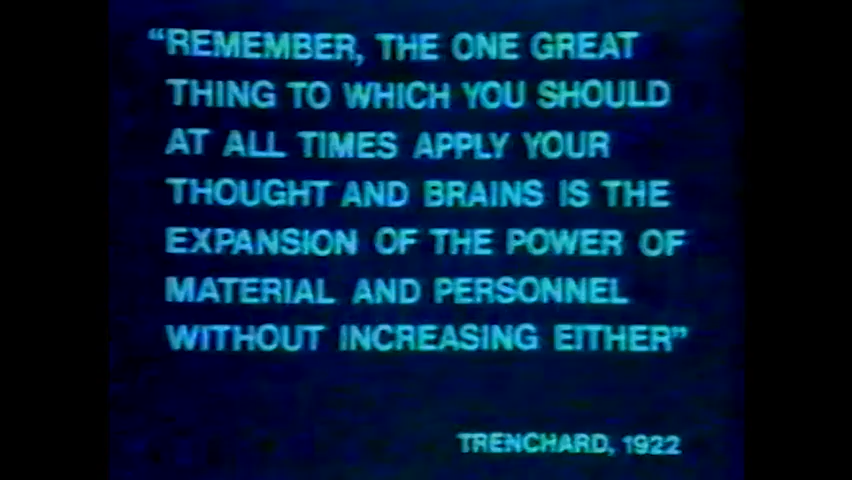 “REMEMBER, THE ONE GREAT
THING TO WHICH YOU SHOULD
AT ALL TIMES APPLY YOUR
THOUGHT AND BRAINS IS THE
EXPANSION OF THE POWER OF
MATERIAL AND PERSONNEL
WITHOUT INCREASING EITHER”
TRENCHARD, 1922